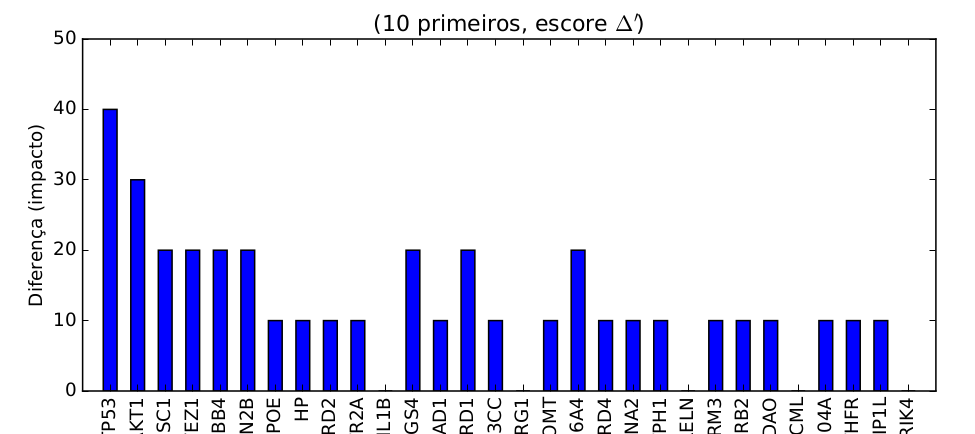 (10 primeiros, escore Δ′)
Diferença (impacto)
50
40
30
20
10
0
TP53
KT1
SC1
EZ1
BB4
N2B
POE
HP
RD2
R2A
IL1B
GS4
AD1
RD1
3CC
RG1
OMT
6A4
RD4
NA2
PH1
ELN
RM3
RB2
DAO
CML
04A
HFR
IP1L
RIK4